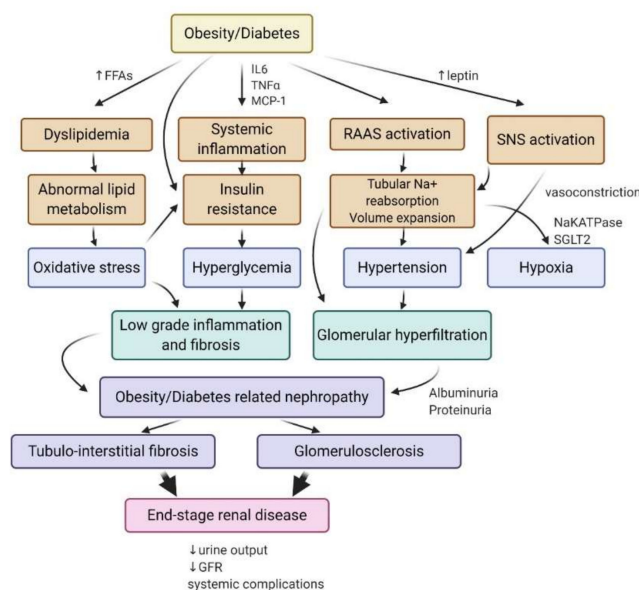 Obesity/Diabetes
↑FFAs
IL6
TNFα
MCP-1
↑leptin
Dyslipidemia
Systemic
inflammation
RAAS activation
SNS activation
Abnormal lipid
metabolism
Insulin
resistance
Tubular Na+
reabsorption
Volume expansion
vasoconstriction
NaKATPase
SGLT2
Oxidative stress
Hyperglycemia
Hypertension
Hypoxia
Low grade inflammation
and fibrosis
Glomerular hyperfiltration
Albuminuria
Proteinuria
Obesity/Diabetes related nephropathy
Tubulo-interstitial fibrosis
Glomerulosclerosis
End-stage renal disease
↓urine output
↓GFR
systemic complications